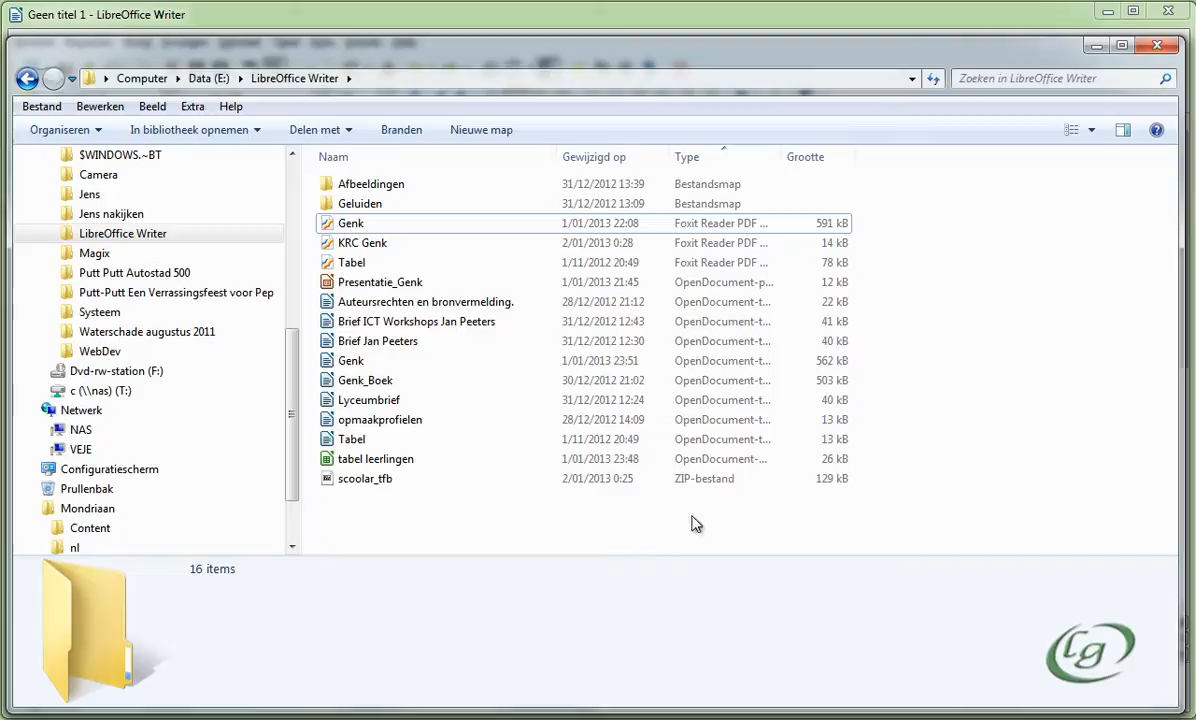 Geen titel 1 - LibreOffice Writer
Computer Data (E:) LibreOffice Writer
Zoeken in LibreOffice Writer
Bestand Bewerken Beeld Extra Help
Organiseren In bibliotheek opnemen Delen met Branden Nieuwe map
$WINDOWS.~BT
Camera
Jens
Jens nakijken
LibreOffice Writer
Magix
Putt Putt Autostad 500
Putt-Putt Een Verrassingsfeest voor Pep
Systeem
Waterschade augustus 2011
WebDev
Dvd-rw-station (F:)
c (\\nas) (T:)
Netwerk
NAS
VEJE
Configuratiescherm
Prullenbak
Mondriaan
Content
nl
Naam Gewijzigd op Type Grootte
Afbeeldingen 31/12/2012 13:39 Bestandsmap
Geluiden 31/12/2012 13:09 Bestandsmap
Genk 1/01/2013 22:08 Foxit Reader PDF ... 591 kB
KRC Genk 2/01/2013 0:28 Foxit Reader PDF ... 14 kB
Tabel 1/11/2012 20:49 Foxit Reader PDF ... 78 kB
Presentatie_Genk 1/01/2013 21:45 OpenDocument-p... 12 kB
Auteursrechten en bronvermelding. 28/12/2012 21:12 OpenDocument-t... 22 kB
Brief ICT Workshops Jan Peeters 31/12/2012 12:43 OpenDocument-t... 41 kB
Brief Jan Peeters 31/12/2012 12:30 OpenDocument-t... 40 kB
Genk 1/01/2013 23:51 OpenDocument-t... 562 kB
Genk_Boek 30/12/2012 21:02 OpenDocument-t... 503 kB
Lyceumbrief 31/12/2012 12:24 OpenDocument-t... 40 kB
opmaakprofielen 28/12/2012 14:09 OpenDocument-t... 13 kB
Tabel 1/11/2012 20:49 OpenDocument-t... 13 kB
tabel leerlingen 1/01/2013 23:48 OpenDocument-... 26 kB
scoolar_tfb 2/01/2013 0:25 ZIP-bestand 129 kB
16 items
Lg